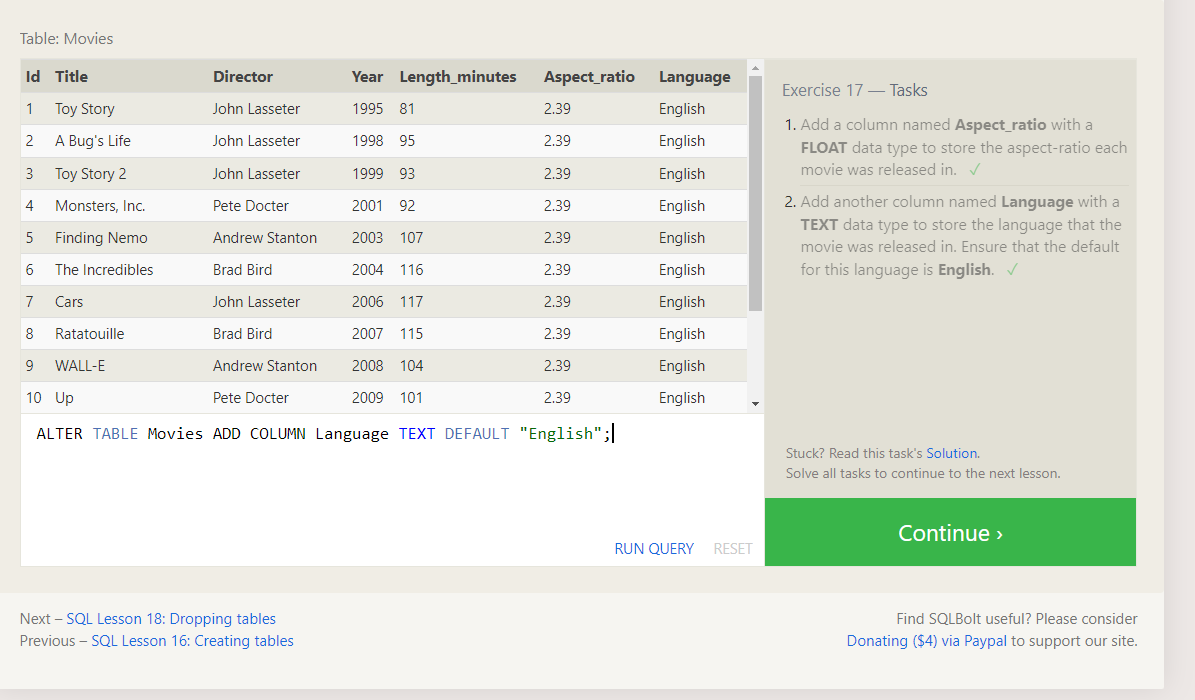 Table: Movies
Id Title Director Year Length_minutes Aspect_ratio Language
1 Toy Story John Lasseter 1995 81 2.39 English
2 A Bug's Life John Lasseter 1998 95 2.39 English
3 Toy Story 2 John Lasseter 1999 93 2.39 English
4 Monsters, Inc. Pete Docter 2001 92 2.39 English
5 Finding Nemo Andrew Stanton 2003 107 2.39 English
6 The Incredibles Brad Bird 2004 116 2.39 English
7 Cars John Lasseter 2006 117 2.39 English
8 Ratatouille Brad Bird 2007 115 2.39 English
9 WALL-E Andrew Stanton 2008 104 2.39 English
10 Up Pete Docter 2009 101 2.39 English
ALTER TABLE Movies ADD COLUMN Language TEXT DEFAULT "English";
RUN QUERY RESET
Exercise 17 — Tasks
1. Add a column named Aspect_ratio with a
FLOAT data type to store the aspect-ratio each
movie was released in. ✓
2. Add another column named Language with a
TEXT data type to store the language that the
movie was released in. Ensure that the default
for this language is English. ✓
Stuck? Read this task's Solution.
Solve all tasks to continue to the next lesson.
Continue ›
Next – SQL Lesson 18: Dropping tables
Previous – SQL Lesson 16: Creating tables
Find SQLBolt useful? Please consider
Donating ($4) via Paypal to support our site.